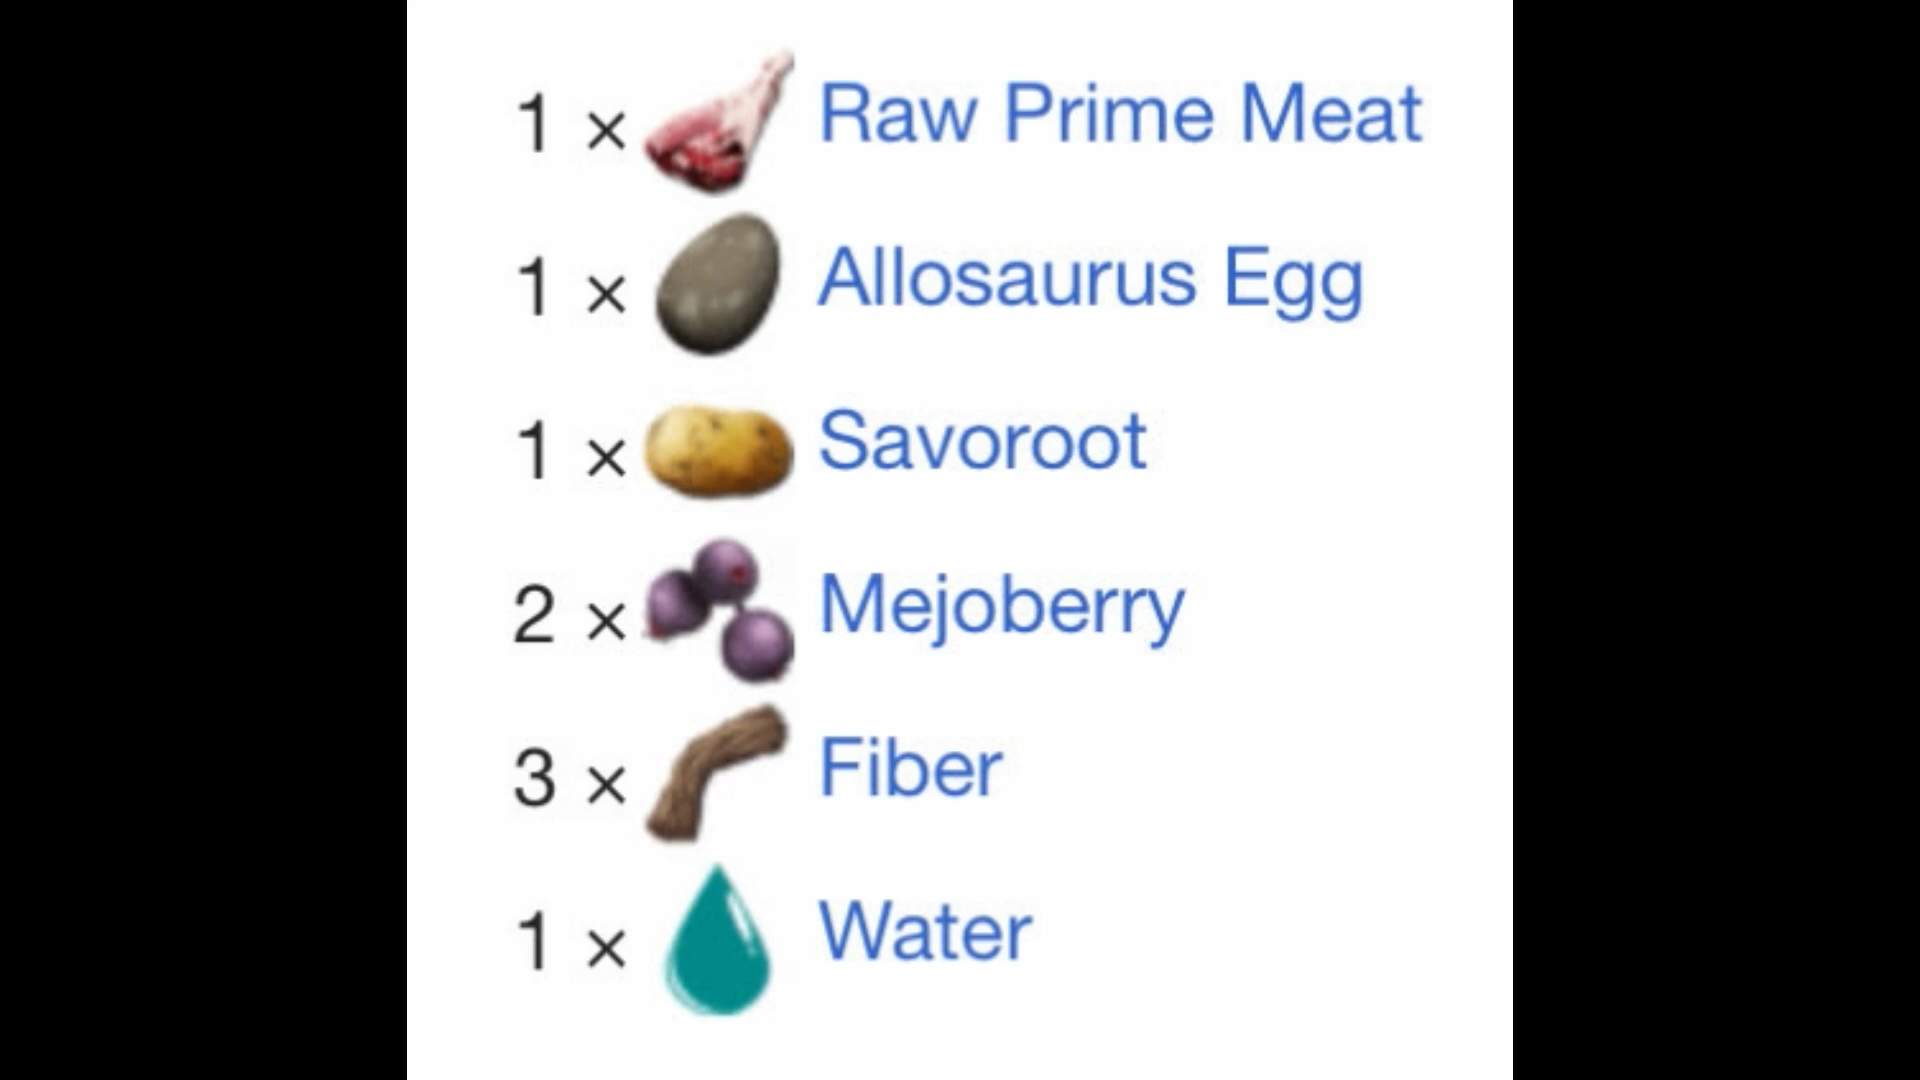 1 × Raw Prime Meat
1 × Allosaurus Egg
1 × Savoroot
2 × Mejoberry
3 × Fiber
1 × Water